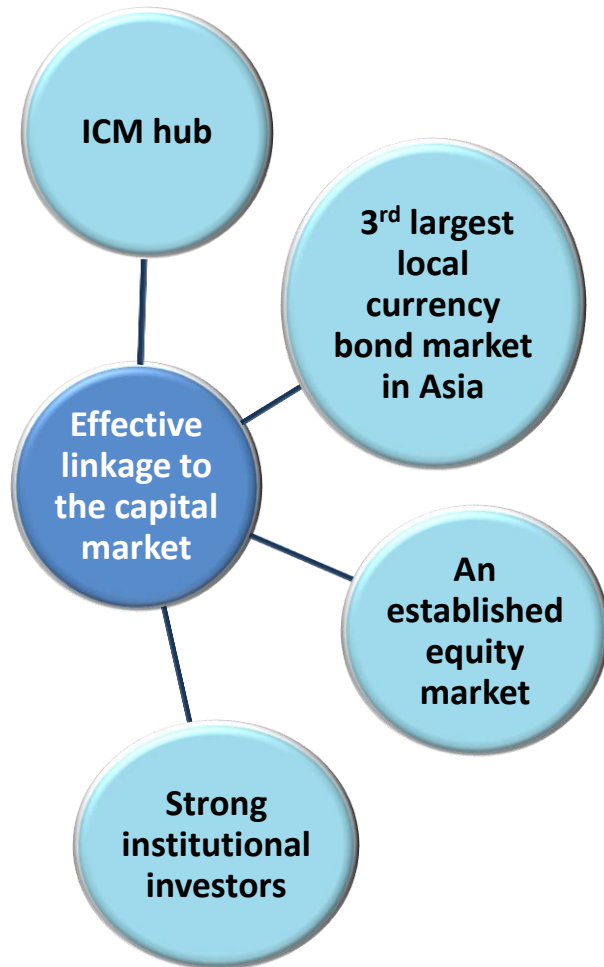 ICM hub
3rd largest
local
currency
bond market
in Asia
Effective
linkage to
the capital
market
An
established
equity
market
Strong
institutional
investors